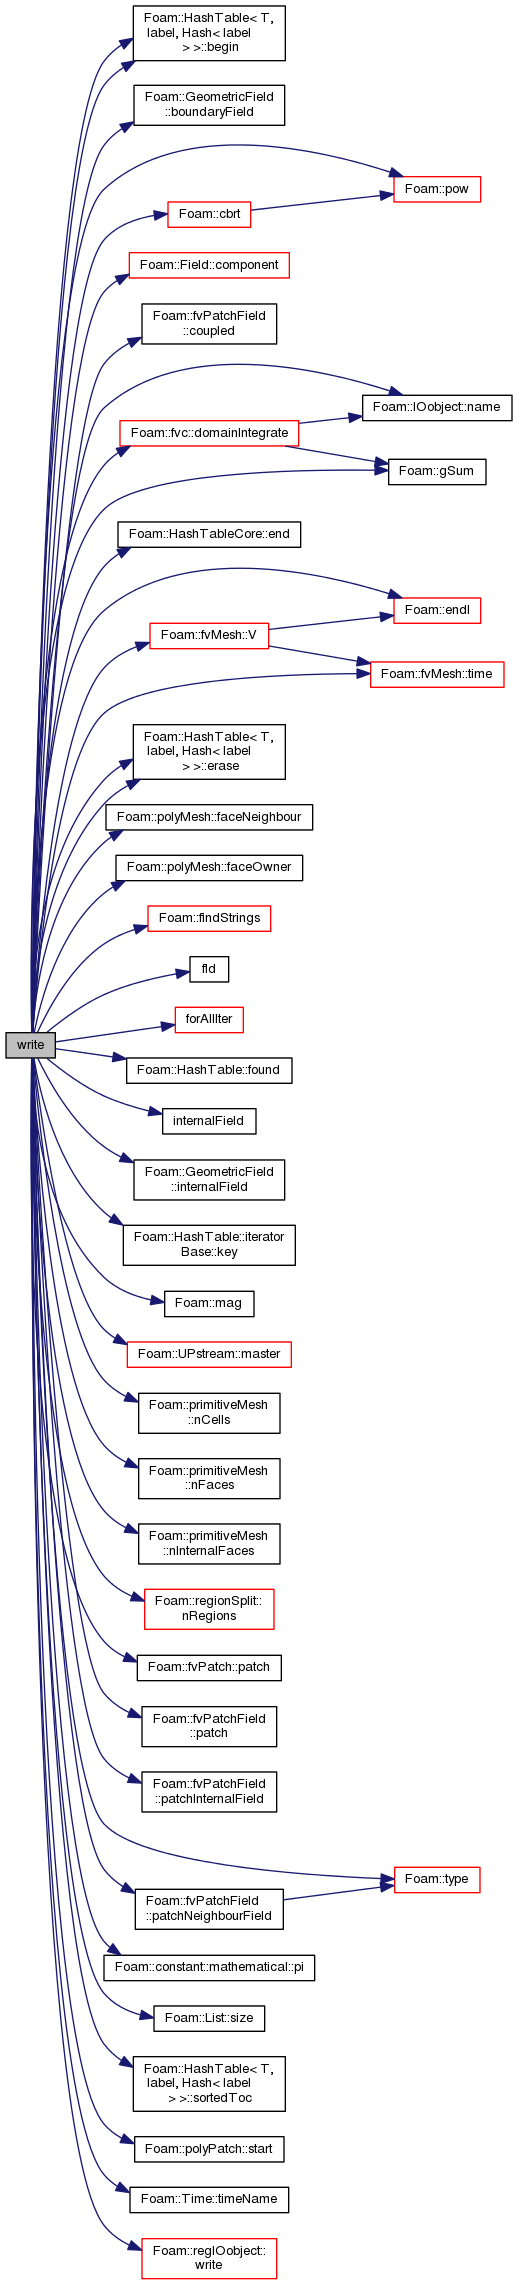 Foam::HashTable< T,
label, Hash< label
> >::begin
Foam::GeometricField
::boundaryField
Foam::pow
Foam::cbrt
Foam::Field::component
Foam::fvPatchField
::coupled
Foam::IOobject::name
Foam::fvc::domainIntegrate
Foam::gSum
Foam::HashTableCore::end
Foam::endl
Foam::fvMesh::V
Foam::fvMesh::time
Foam::HashTable< T,
label, Hash< label
> >::erase
Foam::polyMesh::faceNeighbour
Foam::polyMesh::faceOwner
Foam::findStrings
fld
forAllIter
write
Foam::HashTable::found
internalField
Foam::GeometricField
::internalField
Foam::HashTable::iterator
Base::key
Foam::mag
Foam::UPstream::master
Foam::primitiveMesh
::nCells
Foam::primitiveMesh
::nFaces
Foam::primitiveMesh
::nInternalFaces
Foam::regionSplit::
nRegions
Foam::fvPatch::patch
Foam::fvPatchField
::patch
Foam::fvPatchField
::patchInternalField
Foam::type
Foam::fvPatchField
::patchNeighbourField
Foam::constant::mathematical::pi
Foam::List::size
Foam::HashTable< T,
label, Hash< label
> >::sortedToc
Foam::polyPatch::start
Foam::Time::timeName
Foam::regIOobject::
write